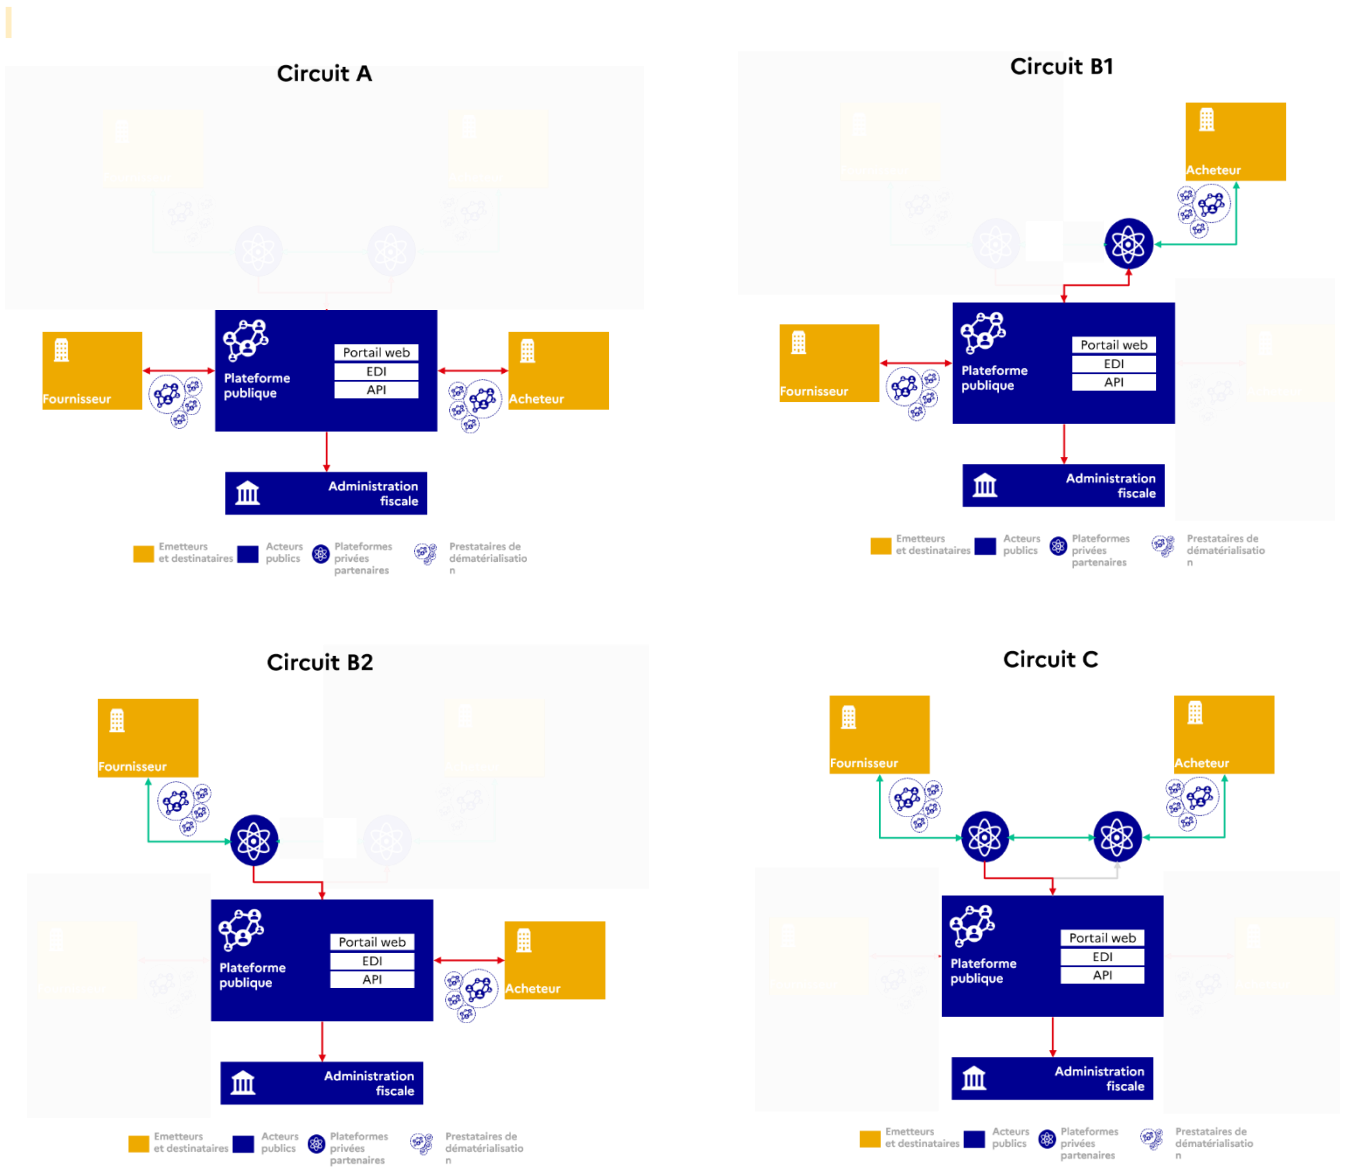 Circuit A
Portail web
EDI
API
Plateforme
publique
Fournisseur
Acheteur
Administration
fiscale
Emetteurs
et destinataires
Acteurs
publics
Plateformes
privées
partenaires
Prestataires de
dématérialisatio
n
Circuit B1
Acheteur
Portail web
EDI
API
Plateforme
publique
Fournisseur
Administration
fiscale
Emetteurs
et destinataires
Acteurs
publics
Plateformes
privées
partenaires
Prestataires de
dématérialisatio
n
Circuit B2
Fournisseur
Portail web
EDI
API
Plateforme
publique
Acheteur
Administration
fiscale
Emetteurs
et destinataires
Acteurs
publics
Plateformes
privées
partenaires
Prestataires de
dématérialisatio
n
Circuit C
Fournisseur
Acheteur
Portail web
EDI
API
Plateforme
publique
Administration
fiscale
Emetteurs
et destinataires
Acteurs
publics
Plateformes
privées
partenaires
Prestataires de
dématérialisatio
n